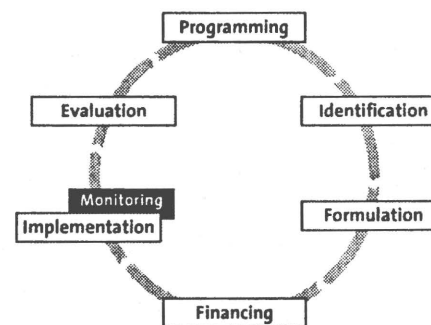 Programming
Evaluation
Identification
Monitoring
Implementation
Formulation
Financing